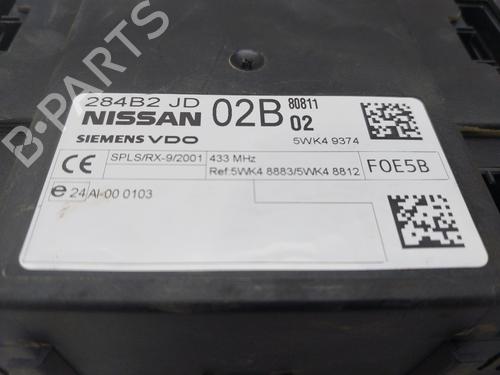 284B2 JD
NISSAN 02B 80811
02
SIEMENS VDO
5WK4 9374
CE SPLS/RX-9/2001 433 MHz
Ref:5WK4 8883/5WK4 8812
F0E5B
e 24 AI-00 0103
B-PARTS